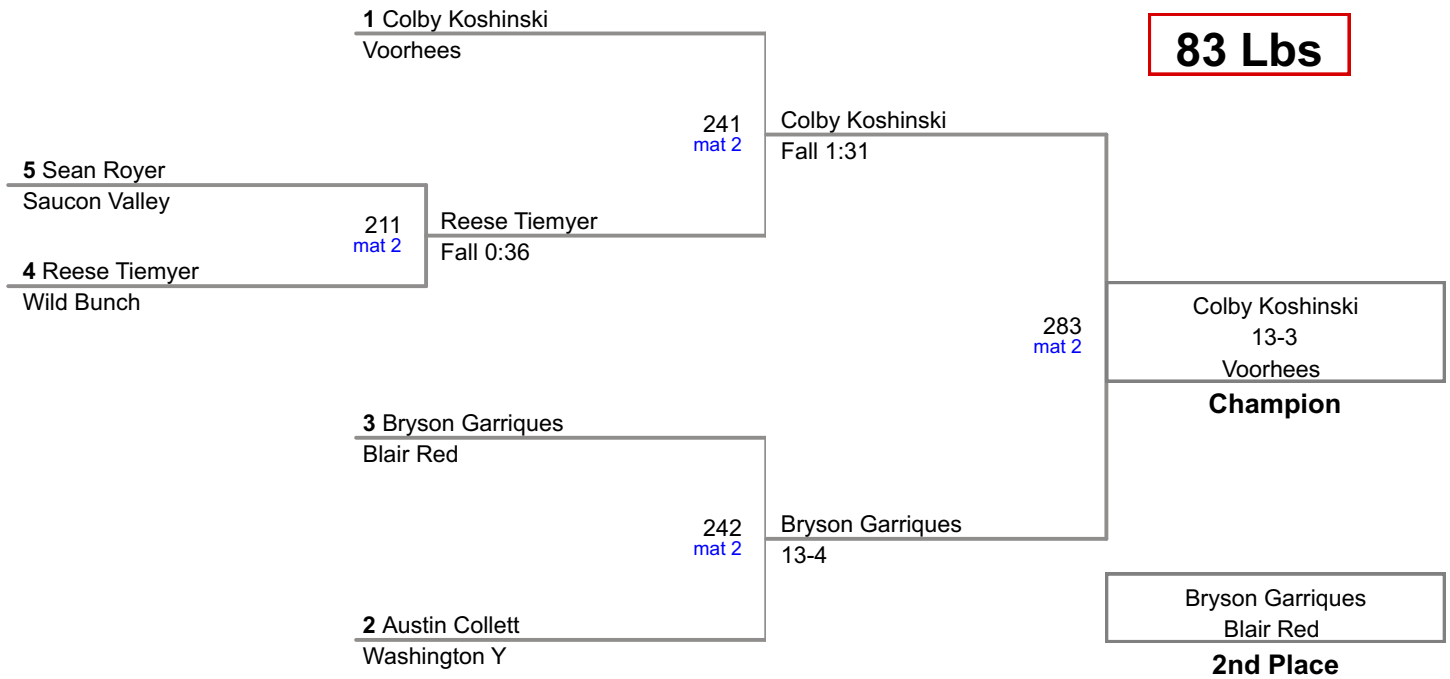 1 Colby Koshinski
Voorhees
83 Lbs
241
mat 2
Colby Koshinski
Fall 1:31
5 Sean Royer
Saucon Valley
211
mat 2
Reese Tiemyer
Fall 0:36
4 Reese Tiemyer
Wild Bunch
283
mat 2
Colby Koshinski
13-3
Voorhees
Champion
3 Bryson Garriques
Blair Red
242
mat 2
Bryson Garriques
13-4
2 Austin Collett
Washington Y
Bryson Garriques
Blair Red
2nd Place